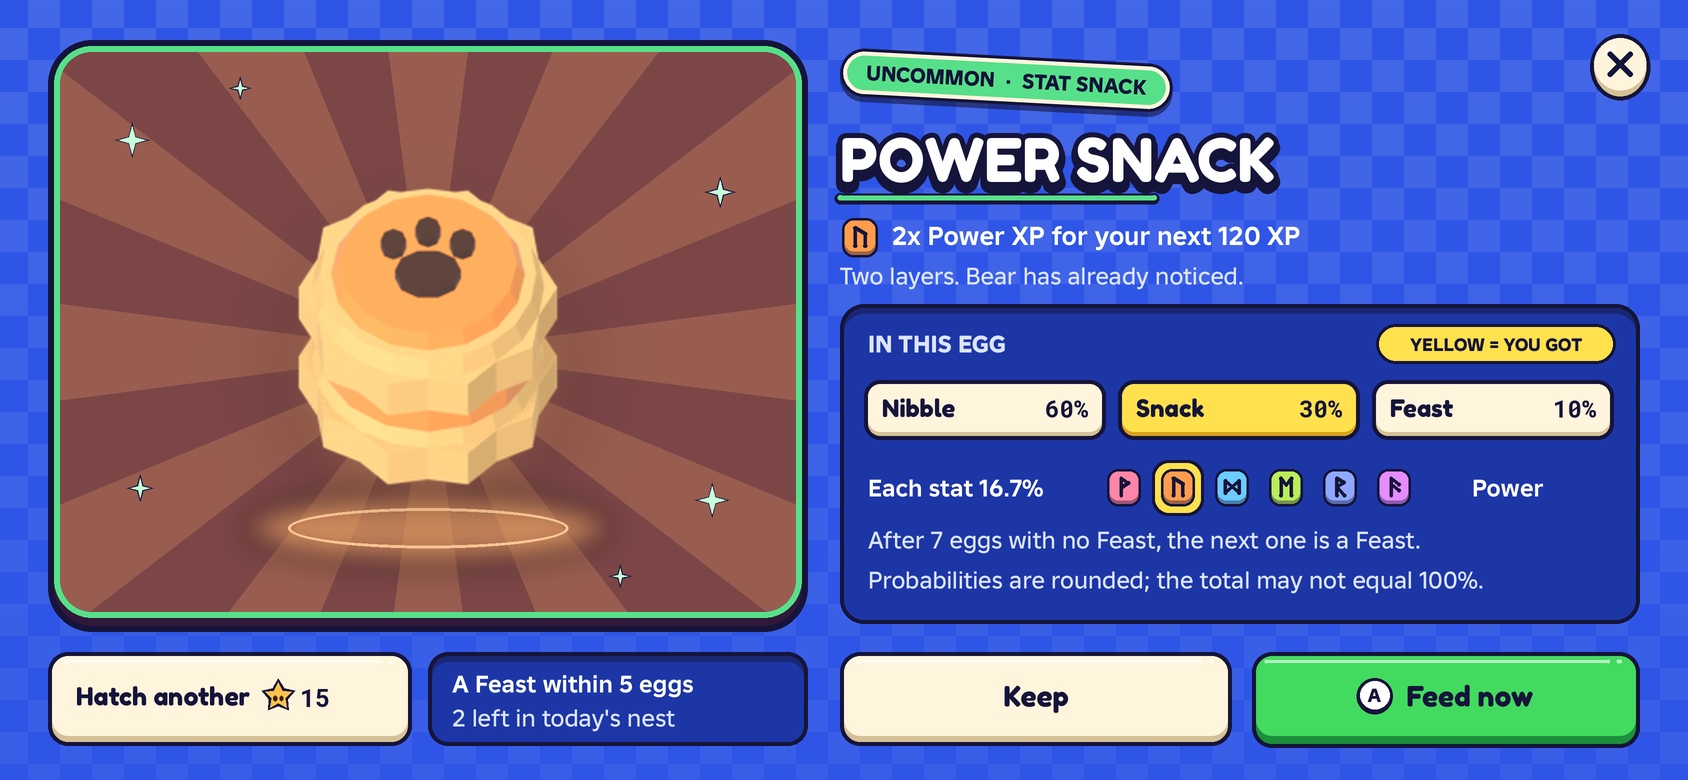 UNCOMMON · STAT SNACK
POWER SNACK
ᚢ 2x Power XP for your next 120 XP
Two layers. Bear has already noticed.
IN THIS EGG
YELLOW = YOU GOT
Nibble 60%
Snack 30%
Feast 10%
Each stat 16.7% ᚹ ᚢ ᛞ ᛖ ᚱ ᚨ Power
After 7 eggs with no Feast, the next one is a Feast.
Probabilities are rounded; the total may not equal 100%.
Hatch another 15
A Feast within 5 eggs
2 left in today's nest
Keep
A Feed now